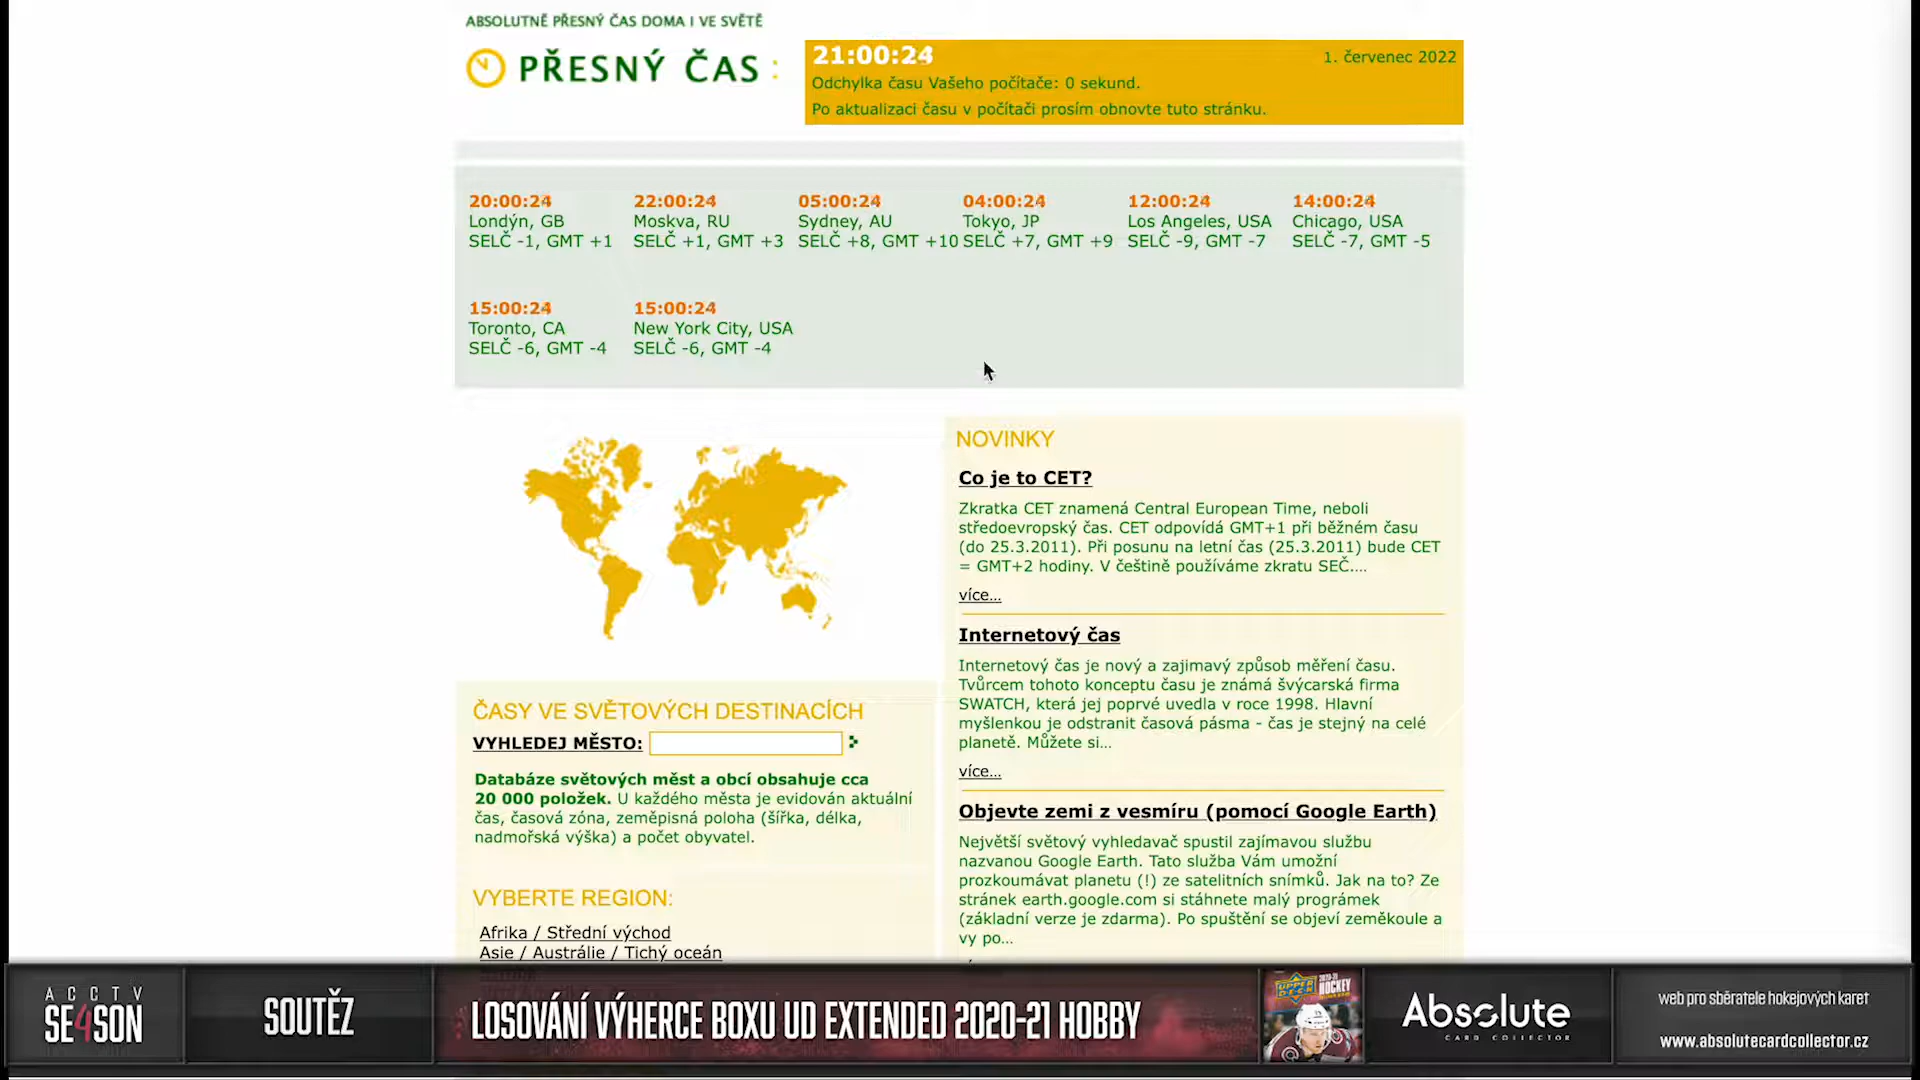 ABSOLUTNĚ PŘESNÝ ČAS DOMA I VE SVĚTĚ
PŘESNÝ ČAS :
21:00:24
1. červenec 2022
Odchylka času Vašeho počítače: 0 sekund.
Po aktualizaci času v počítači prosím obnovte tuto stránku.
20:00:24
Londýn, GB
SELČ -1, GMT +1
22:00:24
Moskva, RU
SELČ +1, GMT +3
05:00:24
Sydney, AU
SELČ +8, GMT +10
04:00:24
Tokyo, JP
SELČ +7, GMT +9
12:00:24
Los Angeles, USA
SELČ -9, GMT -7
14:00:24
Chicago, USA
SELČ -7, GMT -5
15:00:24
Toronto, CA
SELČ -6, GMT -4
15:00:24
New York City, USA
SELČ -6, GMT -4
ČASY VE SVĚTOVÝCH DESTINACÍCH
VYHLEDEJ MĚSTO:
Databáze světových měst a obcí obsahuje cca
20 000 položek. U každého města je evidován aktuální
čas, časová zóna, zeměpisná poloha (šířka, délka,
nadmořská výška) a počet obyvatel.
VYBERTE REGION:
Afrika / Střední východ
Asie / Austrálie / Tichý oceán
NOVINKY
Co je to CET?
Zkratka CET znamená Central European Time, neboli
středoevropský čas. CET odpovídá GMT+1 při běžném času
(do 25.3.2011). Při posunu na letní čas (25.3.2011) bude CET
= GMT+2 hodiny. V češtině používáme zkratu SEČ....
více...
Internetový čas
Internetový čas je nový a zajimavý způsob měření času.
Tvůrcem tohoto konceptu času je známá švýcarská firma
SWATCH, která jej poprvé uvedla v roce 1998. Hlavní
myšlenkou je odstranit časová pásma - čas je stejný na celé
planetě. Můžete si...
více...
Objevte zemi z vesmíru (pomocí Google Earth)
Největší světový vyhledavač spustil zajímavou službu
nazvanou Google Earth. Tato služba Vám umožní
prozkoumávat planetu (!) ze satelitních snímků. Jak na to? Ze
stránek earth.google.com si stáhnete malý prográmek
(základní verze je zdarma). Po spuštění se objeví zeměkoule a
vy po...
ACCTV
SE4SON
SOUTĚŽ
LOSOVÁNÍ VÝHERCE BOXU UD EXTENDED 2020-21 HOBBY
UPPER DECK
2020-21
HOCKEY
Absolute
CARD COLLECTOR
web pro sběratele hokejových karet
www.absolutecardcollector.cz